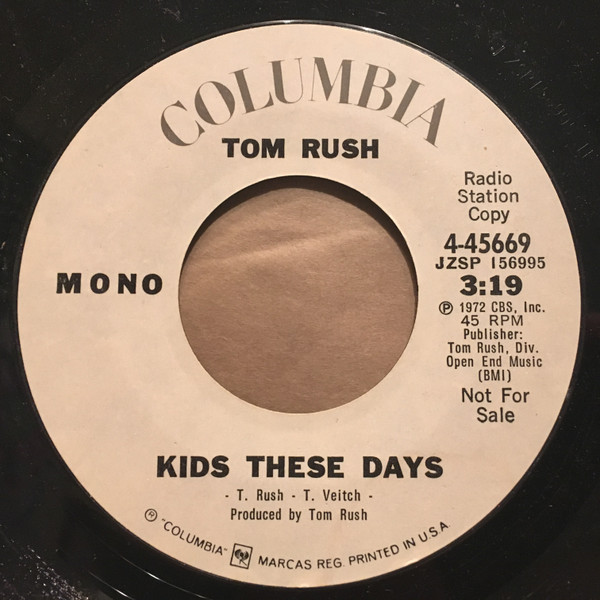 COLUMBIA
TOM RUSH
Radio
Station
Copy
4-45669
JZSP 156995
3:19
℗ 1972 CBS, Inc.
45 RPM
Publisher:
Tom Rush, Div.
Open End Music
(BMI)
Not For
Sale
MONO
KIDS THESE DAYS
- T. Rush - T. Veitch -
Produced by Tom Rush
® "COLUMBIA" MARCAS REG. PRINTED IN U.S.A.